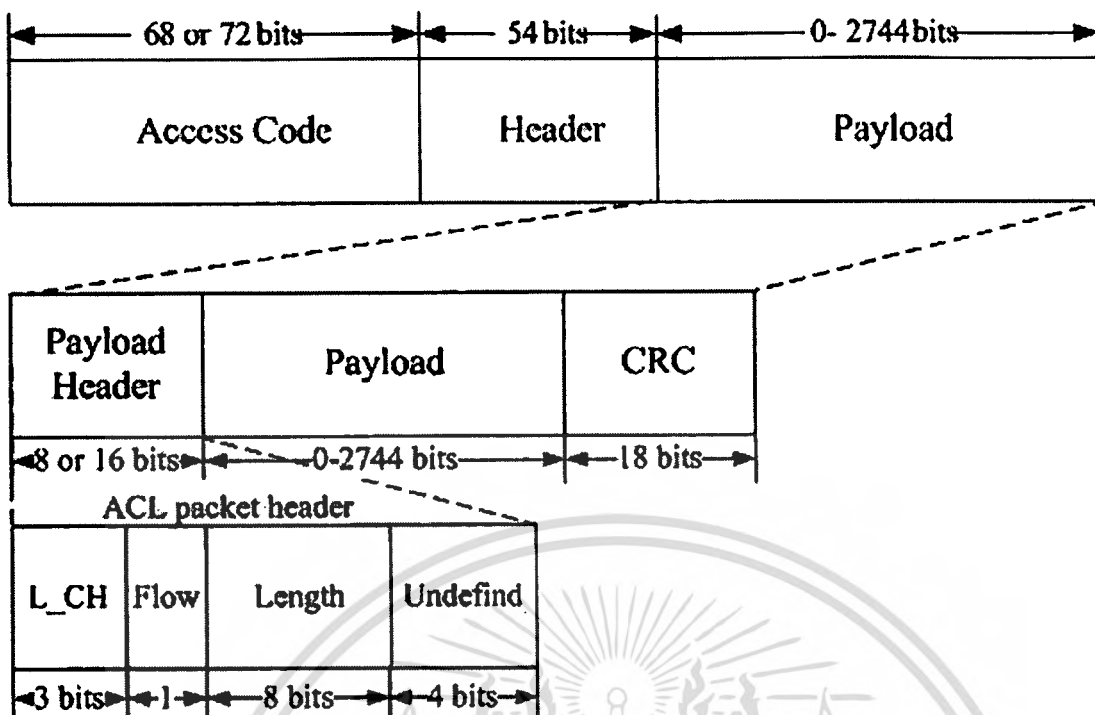 68 or 72 bits 54 bits 0- 2744 bits
Access Code Header Payload
Payload Header Payload CRC
8 or 16 bits 0-2744 bits 18 bits
ACL packet header
L_CH Flow Length Undefind
3 bits 1 8 bits 4 bits